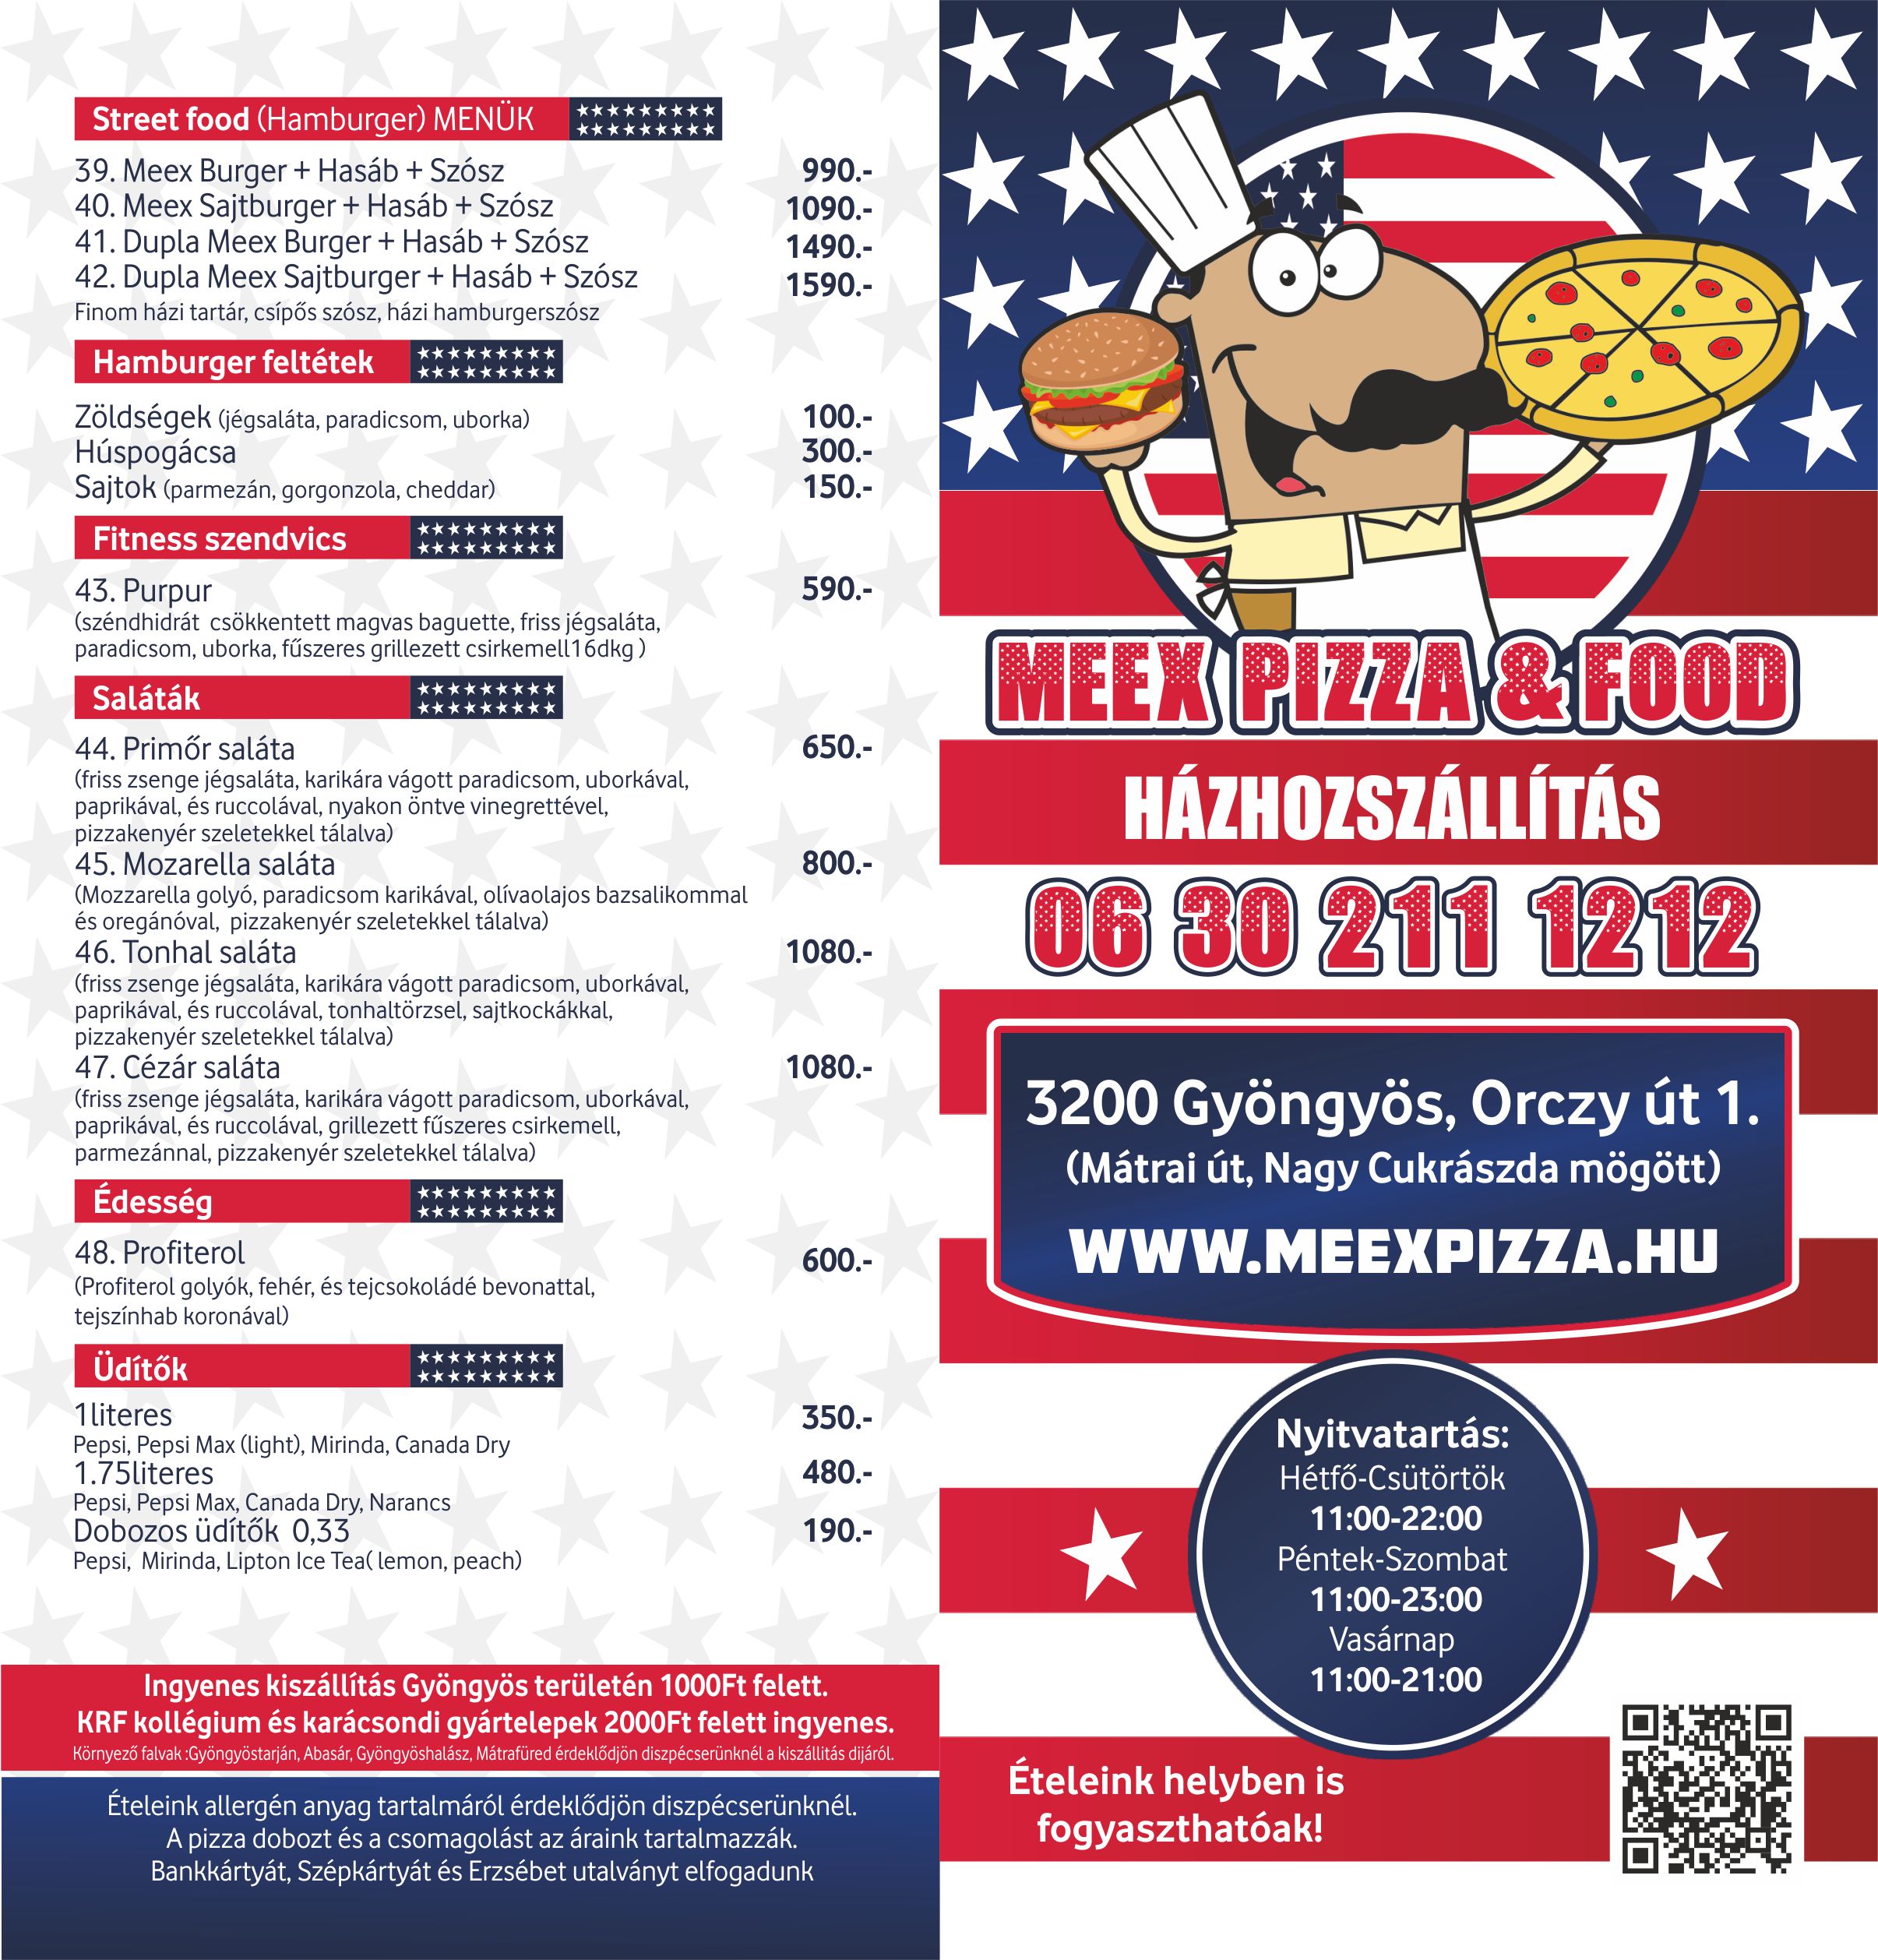 Street food (Hamburger) MENÜK
39. Meex Burger + Hasáb + Szósz 990.-
40. Meex Sajtburger + Hasáb + Szósz 1090.-
41. Dupla Meex Burger + Hasáb + Szósz 1490.-
42. Dupla Meex Sajtburger + Hasáb + Szósz 1590.-
Finom házi tartár, csípős szósz, házi hamburgerszósz
Hamburger feltétek
Zöldségek (jégsaláta, paradicsom, uborka) 100.-
Húspogácsa 300.-
Sajtok (parmezán, gorgonzola, cheddar) 150.-
Fitness szendvics
43. Purpur 590.-
(széndhidrát csökkentett magvas baguette, friss jégsaláta,
paradicsom, uborka, fűszeres grillezett csirkemell16dkg )
Saláták
44. Primőr saláta 650.-
(friss zsenge jégsaláta, karikára vágott paradicsom, uborkával,
paprikával, és ruccolával, nyakon öntve vinegrettével,
pizzakenyér szeletekkel tálalva)
45. Mozarella saláta 800.-
(Mozzarella golyó, paradicsom karikával, olívaolajos bazsalikommal
és oregánóval, pizzakenyér szeletekkel tálalva)
46. Tonhal saláta 1080.-
(friss zsenge jégsaláta, karikára vágott paradicsom, uborkával,
paprikával, és ruccolával, tonhaltörzsel, sajtkockákkal,
pizzakenyér szeletekkel tálalva)
47. Cézár saláta 1080.-
(friss zsenge jégsaláta, karikára vágott paradicsom, uborkával,
paprikával, és ruccolával, grillezett fűszeres csirkemell,
parmezánnal, pizzakenyér szeletekkel tálalva)
Édesség
48. Profiterol 600.-
(Profiterol golyók, fehér, és tejcsokoládé bevonattal,
tejszínhab koronával)
Üdítők
1literes 350.-
Pepsi, Pepsi Max (light), Mirinda, Canada Dry
1.75literes 480.-
Pepsi, Pepsi Max, Canada Dry, Narancs
Dobozos üdítők 0,33 190.-
Pepsi, Mirinda, Lipton Ice Tea( lemon, peach)
Ingyenes kiszállítás Gyöngyös területén 1000Ft felett.
KRF kollégium és karácsondi gyártelepek 2000Ft felett ingyenes.
Környező falvak :Gyöngyöstarján, Abasár, Gyöngyöshalász, Mátrafüred érdeklődjön diszpécserünknél a kiszállitás dijáról.
Ételeink allergén anyag tartalmáról érdeklődjön diszpécserünknél.
A pizza dobozt és a csomagolást az áraink tartalmazzák.
Bankkártyát, Szépkártyát és Erzsébet utalványt elfogadunk
MEEX PIZZA & FOOD
HÁZHOZSZÁLLÍTÁS
06 30 211 1212
3200 Gyöngyös, Orczy út 1.
(Mátrai út, Nagy Cukrászda mögött)
WWW.MEEXPIZZA.HU
Nyitvatartás:
Hétfő-Csütörtök
11:00-22:00
Péntek-Szombat
11:00-23:00
Vasárnap
11:00-21:00
Ételeink helyben is
fogyaszthatóak!